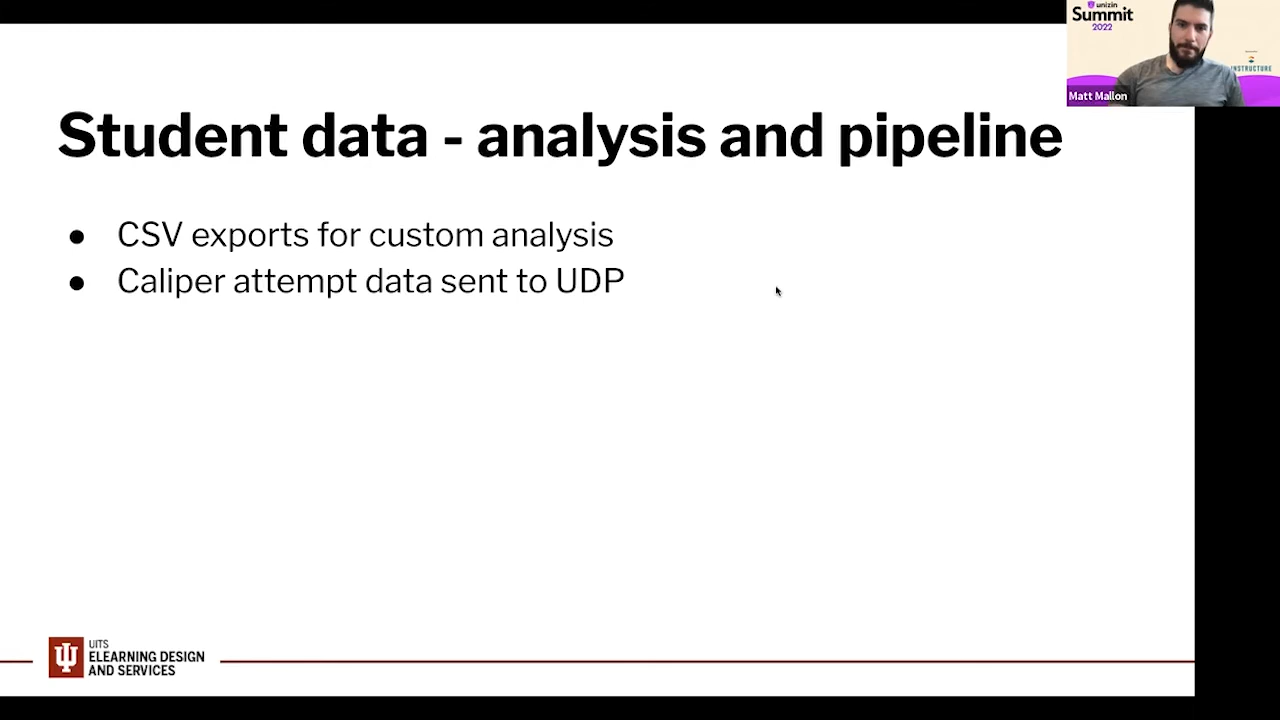 unizin
Summit
2022
INSTRUCTURE
Matt Mallon
Student data - analysis and pipeline
● CSV exports for custom analysis
● Caliper attempt data sent to UDP
UITS
ELEARNING DESIGN
AND SERVICES